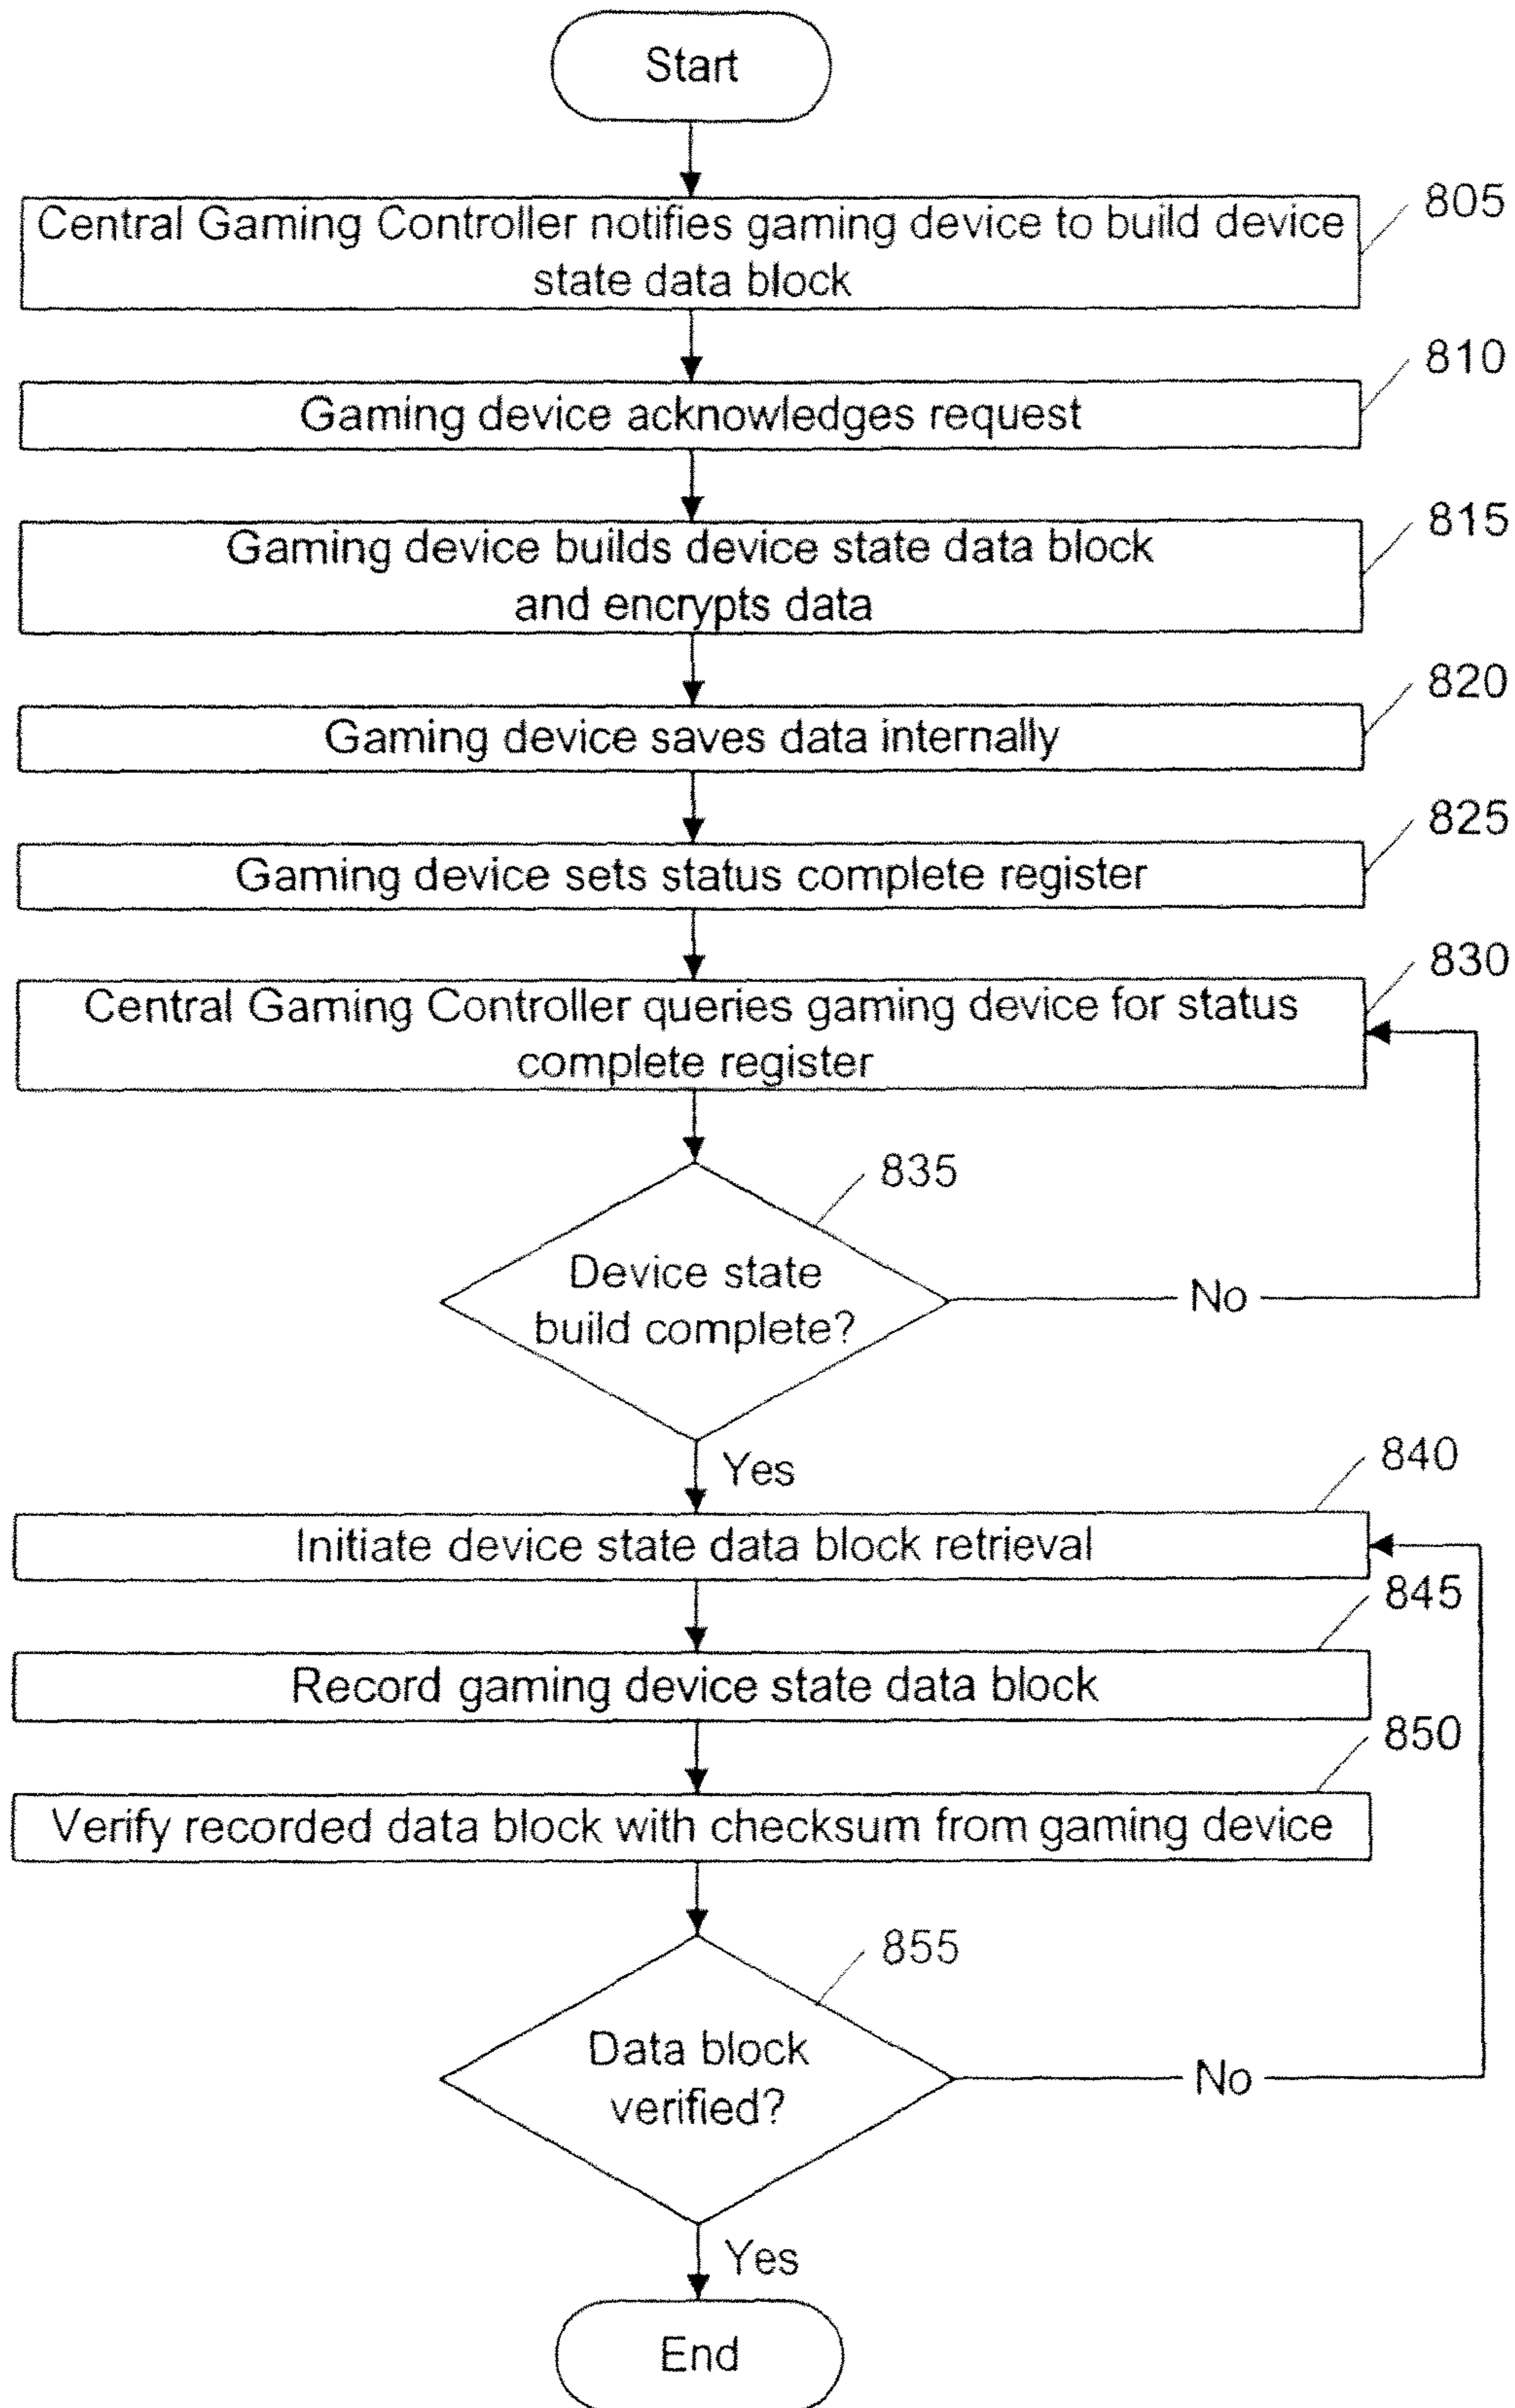 Start
805
Central Gaming Controller notifies gaming device to build device
state data block
810
Gaming device acknowledges request
815
Gaming device builds device state data block
and encrypts data
820
Gaming device saves data internally
825
Gaming device sets status complete register
830
Central Gaming Controller queries gaming device for status
complete register
835
Device state
build complete?
No
Yes
840
Initiate device state data block retrieval
845
Record gaming device state data block
850
Verify recorded data block with checksum from gaming device
855
Data block
verified?
No
Yes
End